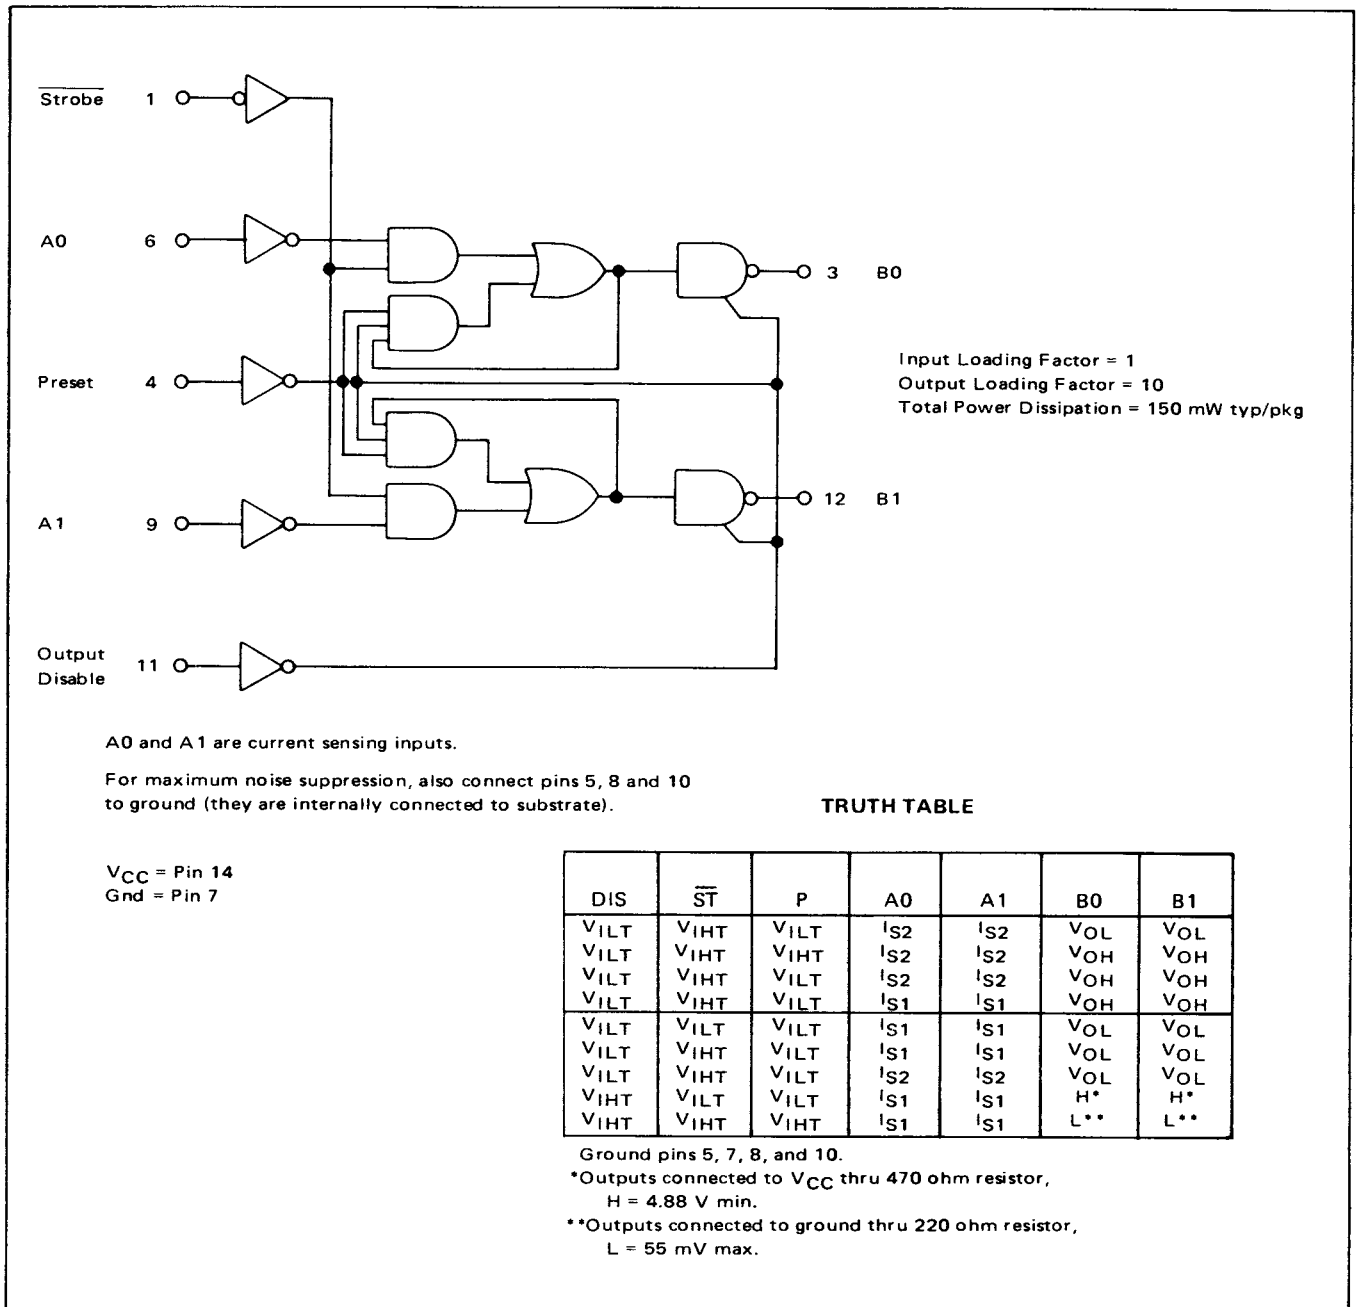 Strobe 1
A0 6
3 B0
Preset 4
Input Loading Factor = 1
Output Loading Factor = 10
Total Power Dissipation = 150 mW typ/pkg
12 B1
A1 9
Output
Disable 11
A0 and A1 are current sensing inputs.
For maximum noise suppression, also connect pins 5, 8 and 10
to ground (they are internally connected to substrate).
VCC = Pin 14
Gnd = Pin 7
TRUTH TABLE
DIS ST P A0 A1 B0 B1
VILT VIHT VILT IS2 IS2 VOL VOL
VILT VIHT VIHT IS2 IS2 VOH VOH
VILT VIHT VILT IS2 IS2 VOH VOH
VILT VIHT VILT IS1 IS1 VOH VOH
VILT VILT VILT IS1 IS1 VOL VOL
VILT VIHT VILT IS1 IS1 VOL VOL
VILT VIHT VILT IS2 IS2 VOL VOL
VIHT VILT VILT IS1 IS1 H* H*
VIHT VIHT VIHT IS1 IS1 L** L**
Ground pins 5, 7, 8, and 10.
*Outputs connected to VCC thru 470 ohm resistor,
H = 4.88 V min.
**Outputs connected to ground thru 220 ohm resistor,
L = 55 mV max.